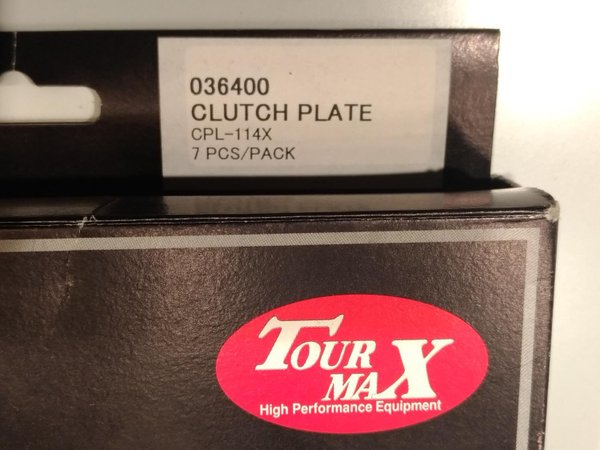 036400
CLUTCH PLATE
CPL-114X
7 PCS/PACK
TOUR
MAX
High Performance Equipment